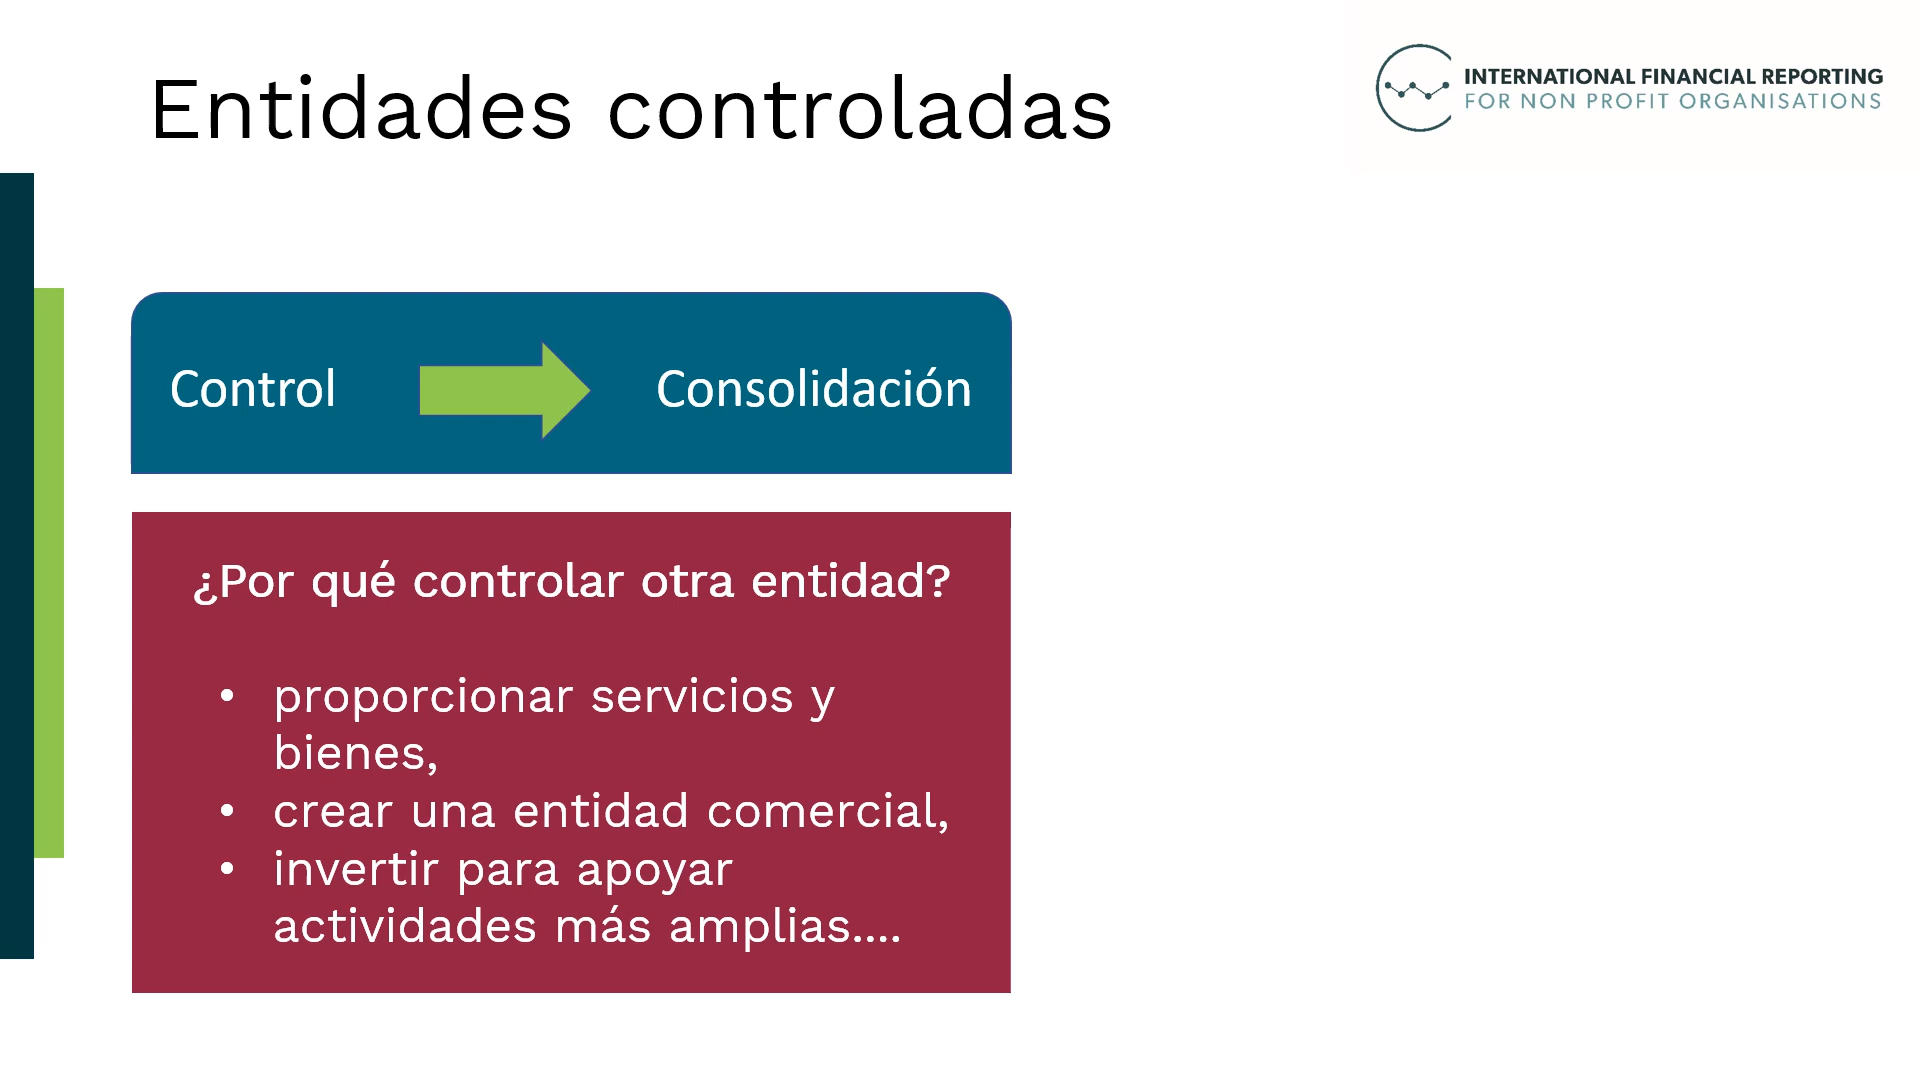 Entidades controladas
INTERNATIONAL FINANCIAL REPORTING
FOR NON PROFIT ORGANISATIONS
Control
Consolidación
¿Por qué controlar otra entidad?
• proporcionar servicios y
bienes,
• crear una entidad comercial,
• invertir para apoyar
actividades más amplias....